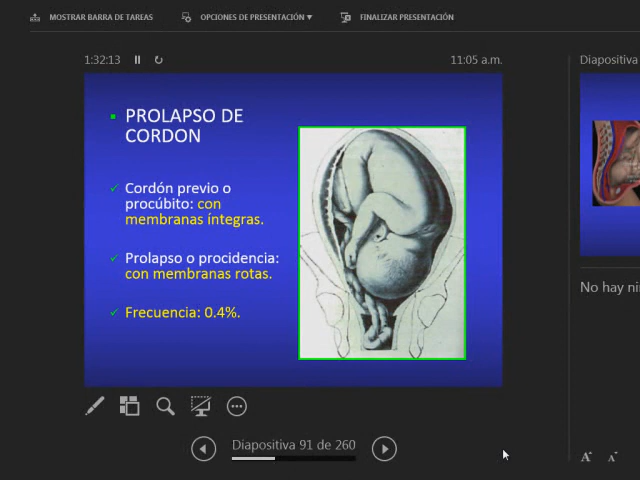 MOSTRAR BARRA DE TAREAS
OPCIONES DE PRESENTACIÓN ▼
FINALIZAR PRESENTACIÓN
1:32:13
11:05 a.m.
Diapositiva
PROLAPSO DE
CORDON
Cordón previo o
procúbito: con
membranas íntegras.
Prolapso o procidencia:
con membranas rotas.
Frecuencia: 0.4%.
No hay
Diapositiva 91 de 260
A A